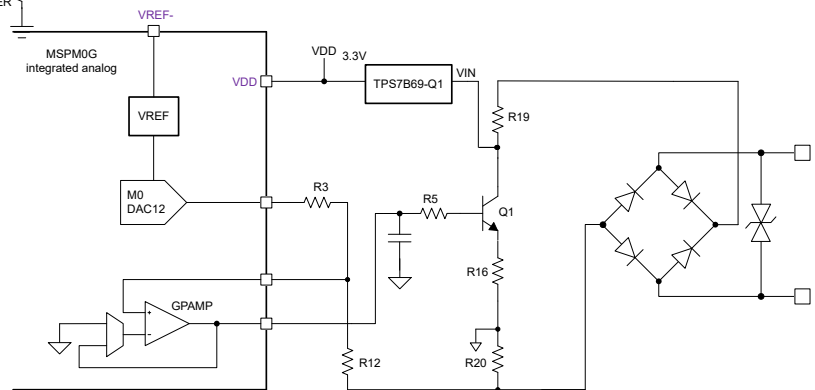 ER
VREF-
MSPM0G
integrated analog
VDD
VDD 3.3V
TPS7B69-Q1
VIN
VREF
R19
M0
DAC12
R3
R5
Q1
R16
GPAMP
+
-
R12
R20